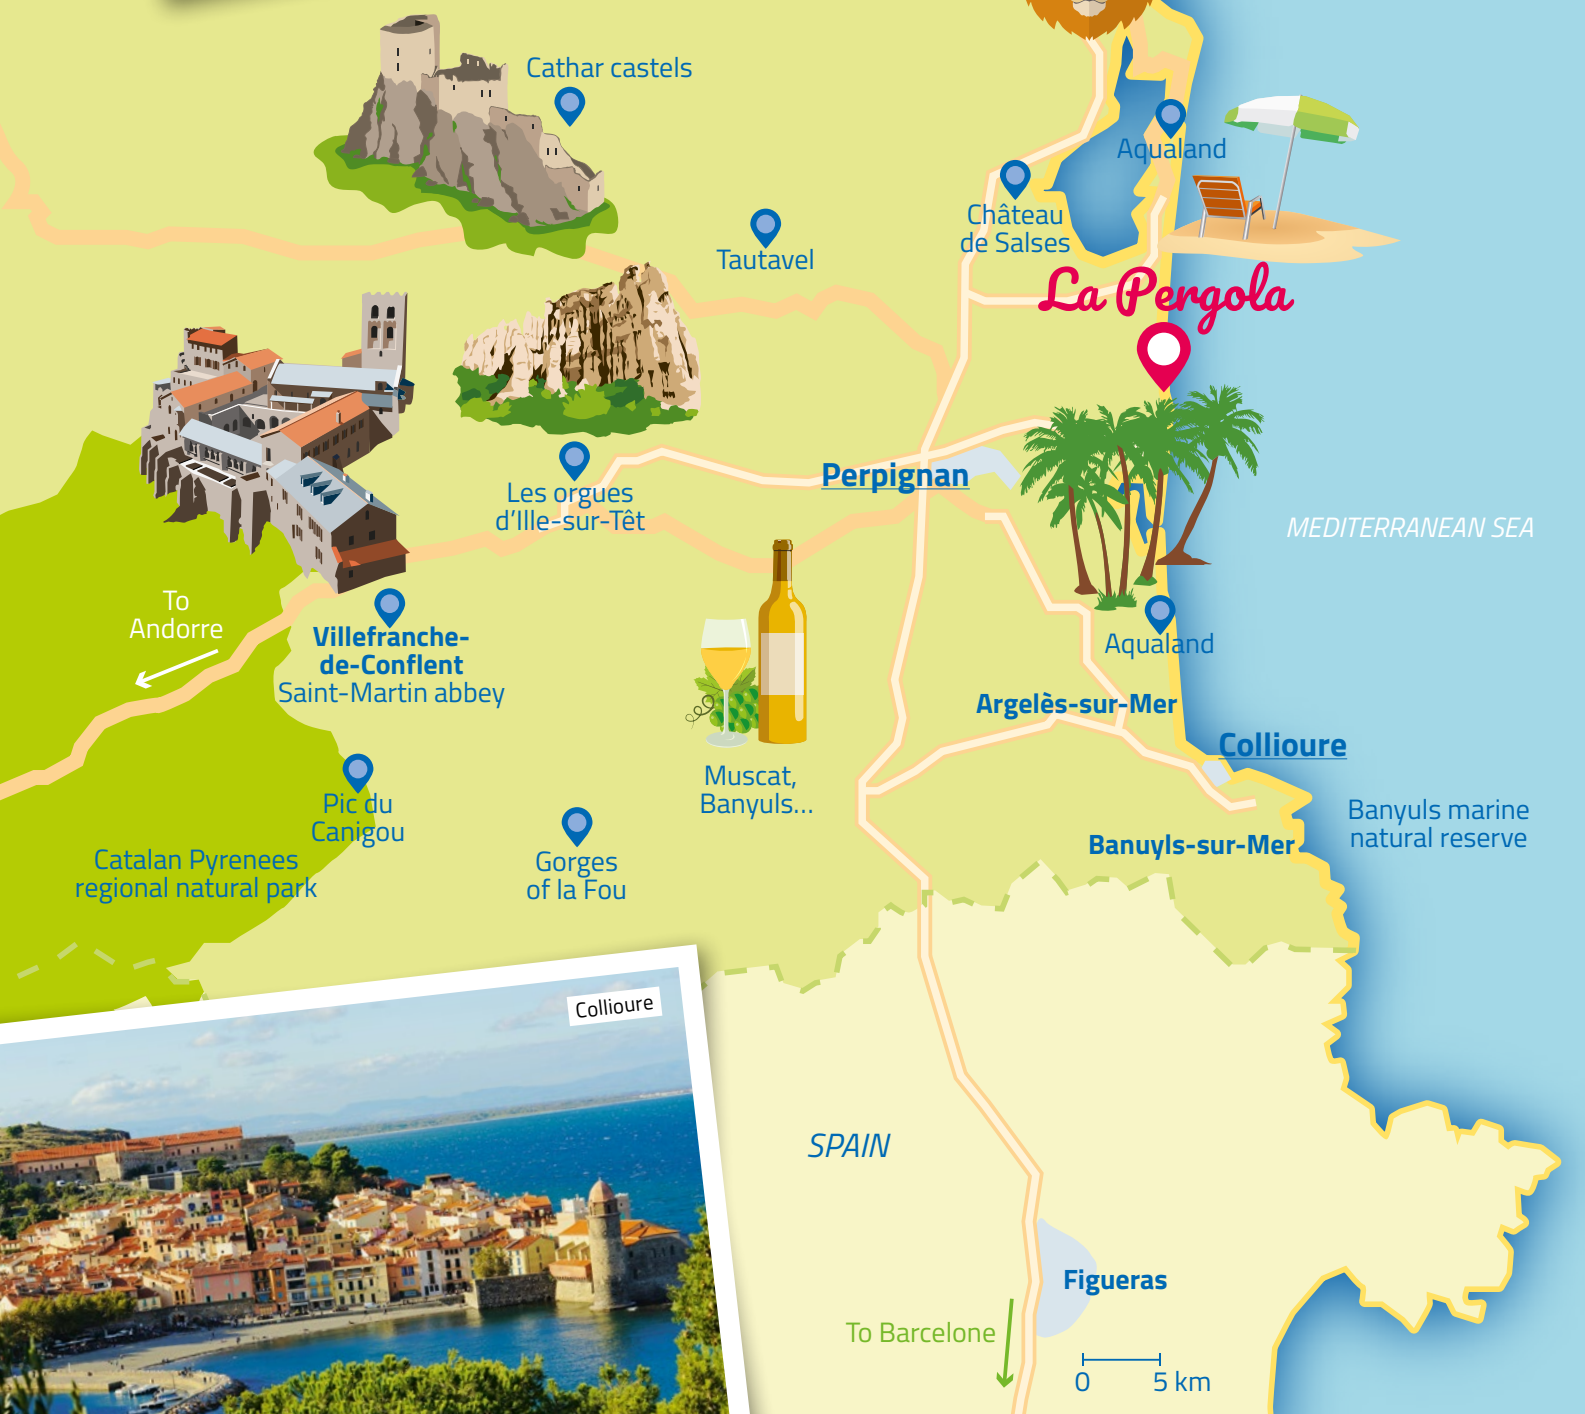 Cathar castels
Aqualand
Château
de Salses
Tautavel
La Pergola
Perpignan
Les orgues
d'Ille-sur-Têt
MEDITERRANEAN SEA
To
Andorre
Villefranche-
de-Conflent
Saint-Martin abbey
Aqualand
Argelès-sur-Mer
Collioure
Muscat,
Banyuls...
Pic du
Canigou
Banyuls marine
natural reserve
Banuyls-sur-Mer
Catalan Pyrenees
regional natural park
Gorges
of la Fou
Collioure
SPAIN
Figueras
To Barcelone
0 5 km